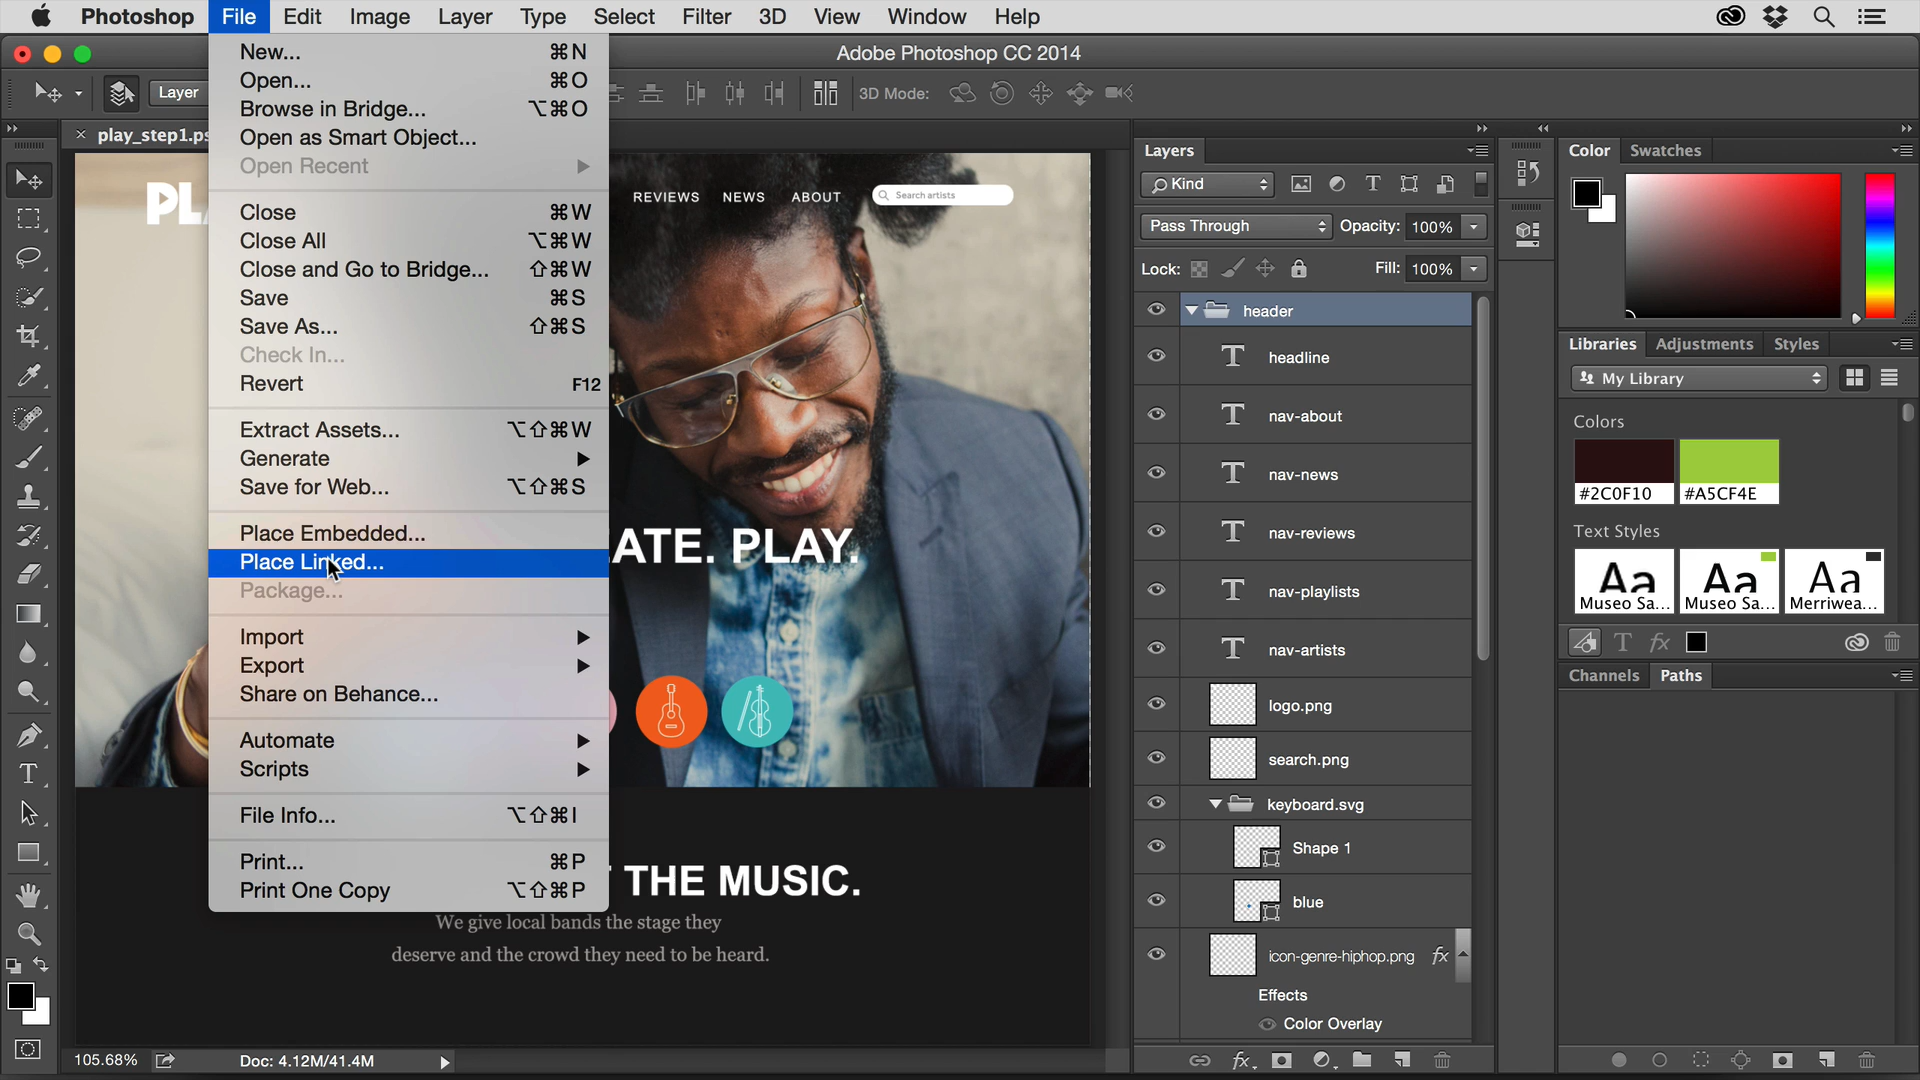 Photoshop File Edit Image Layer Type Select Filter 3D View Window Help
Adobe Photoshop CC 2014
Layer
3D Mode:
play_step1.ps
New... ⌘N
Open... ⌘O
Browse in Bridge... ⌥⌘O
Open as Smart Object...
Open Recent
Close ⌘W
Close All ⌥⌘W
Close and Go to Bridge... ⇧⌘W
Save ⌘S
Save As... ⇧⌘S
Check In...
Revert F12
Extract Assets... ⌥⇧⌘W
Generate
Save for Web... ⌥⇧⌘S
Place Embedded...
Place Linked...
Package...
Import
Export
Share on Behance...
Automate
Scripts
File Info... ⌥⇧⌘I
Print... ⌘P
Print One Copy ⌥⇧⌘P
REVIEWS NEWS ABOUT Search artists
ATE. PLAY.
THE MUSIC.
We give local bands the stage they
deserve and the crowd they need to be heard.
105.68% Doc: 4.12M/41.4M
Layers
Kind
Pass Through Opacity: 100%
Lock: Fill: 100%
header
headline
nav-about
nav-news
nav-reviews
nav-playlists
nav-artists
logo.png
search.png
keyboard.svg
Shape 1
blue
icon-genre-hiphop.png fx
Effects
Color Overlay
fx
Color Swatches
Libraries Adjustments Styles
My Library
Colors
#2C0F10 #A5CF4E
Text Styles
Aa Aa Aa
Museo Sa... Museo Sa... Merriwea...
T fx
Channels Paths